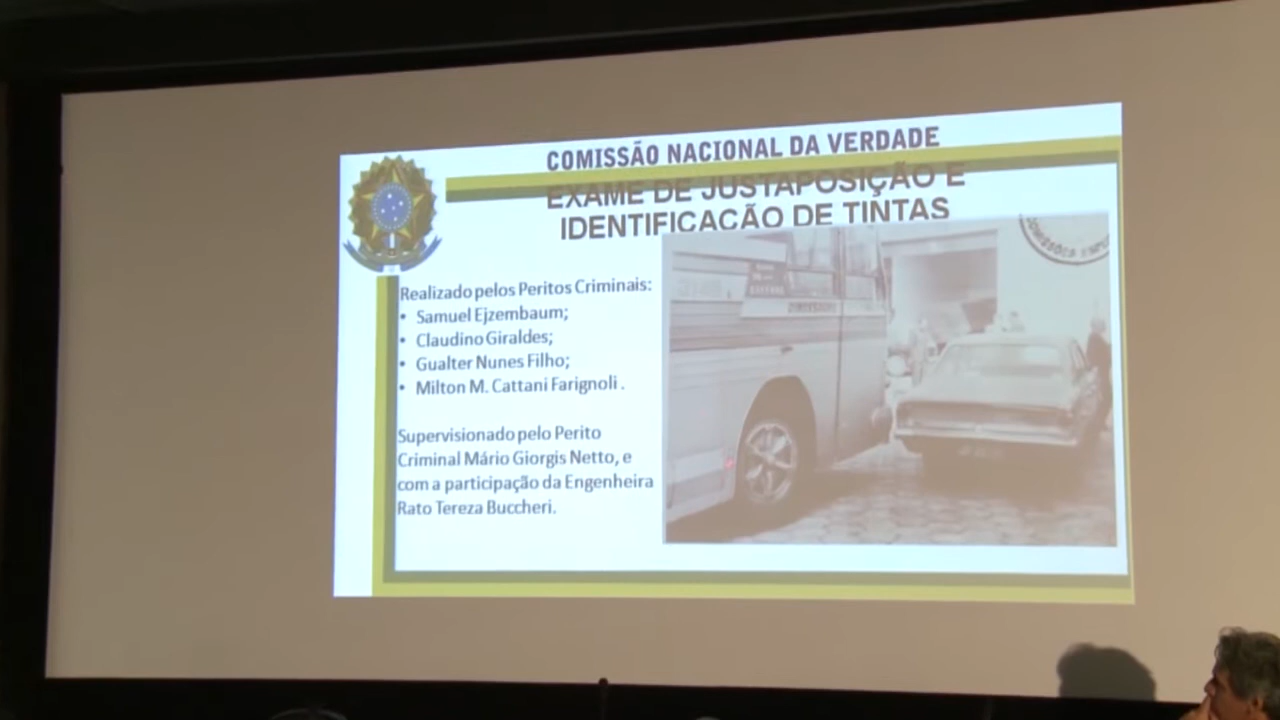 COMISSÃO NACIONAL DA VERDADE
EXAME DE JUSTAPOSIÇÃO E
IDENTIFICAÇÃO DE TINTAS
Realizado pelos Peritos Criminais:
• Samuel Ejzembaum;
• Claudino Giraldes;
• Gualter Nunes Filho;
• Milton M. Cattani Farignoli .
Supervisionado pelo Perito
Criminal Mário Giorgis Netto, e
com a participação da Engenheira
Rato Tereza Buccheri.